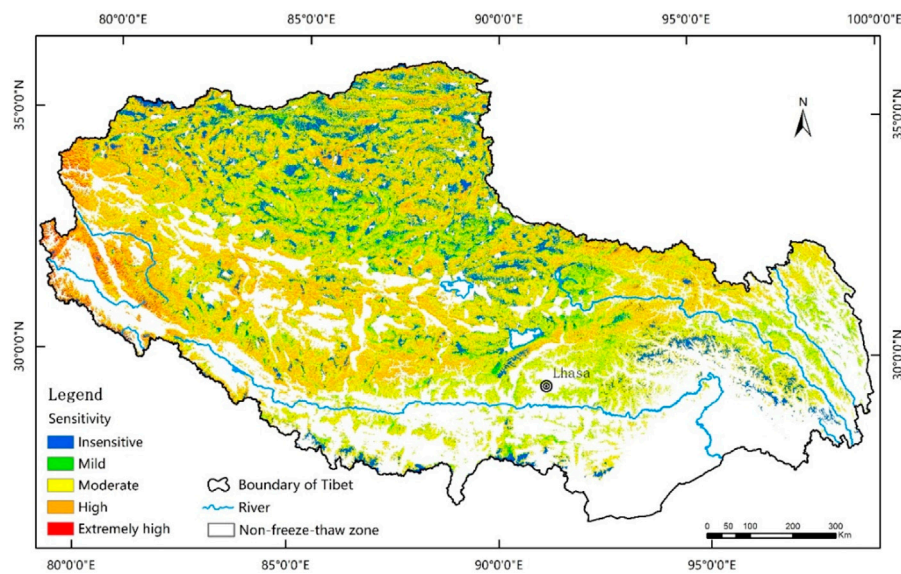 80°0'0"E 85°0'0"E 90°0'0"E 95°0'0"E 100°0'0"E
35°0'0"N 35°0'0"N
N
30°0'0"N 30°0'0"N
Lhasa
Legend
Sensitivity
Insensitive
Mild
Moderate
High
Extremely high
Boundary of Tibet
River
Non-freeze-thaw zone
0 50 100 200 300
Km
80°0'0"E 85°0'0"E 90°0'0"E 95°0'0"E